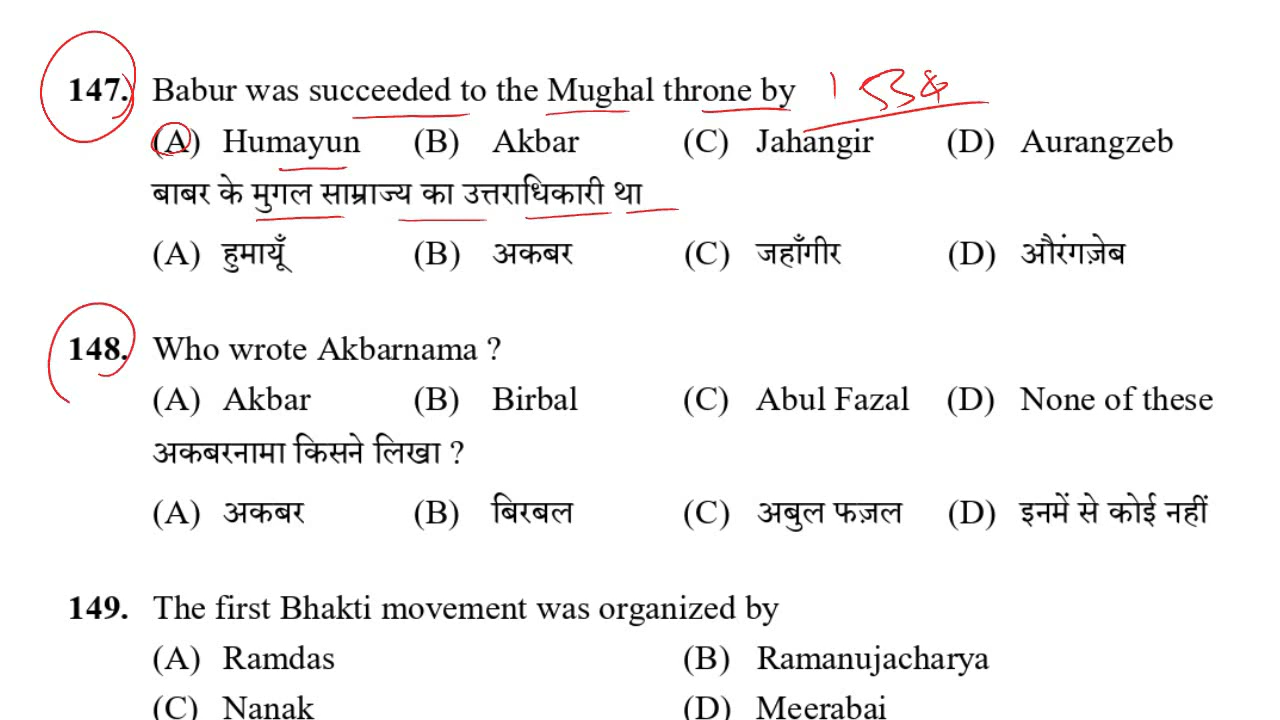 147. Babur was succeeded to the Mughal throne by
(A) Humayun (B) Akbar (C) Jahangir (D) Aurangzeb
बाबर के मुगल साम्राज्य का उत्तराधिकारी था
(A) हुमायूँ (B) अकबर (C) जहाँगीर (D) औरंगज़ेब
148. Who wrote Akbarnama ?
(A) Akbar (B) Birbal (C) Abul Fazal (D) None of these
अकबरनामा किसने लिखा ?
(A) अकबर (B) बिरबल (C) अबुल फज़ल (D) इनमें से कोई नहीं
149. The first Bhakti movement was organized by
(A) Ramdas (B) Ramanujacharya
(C) Nanak (D) Meerabai